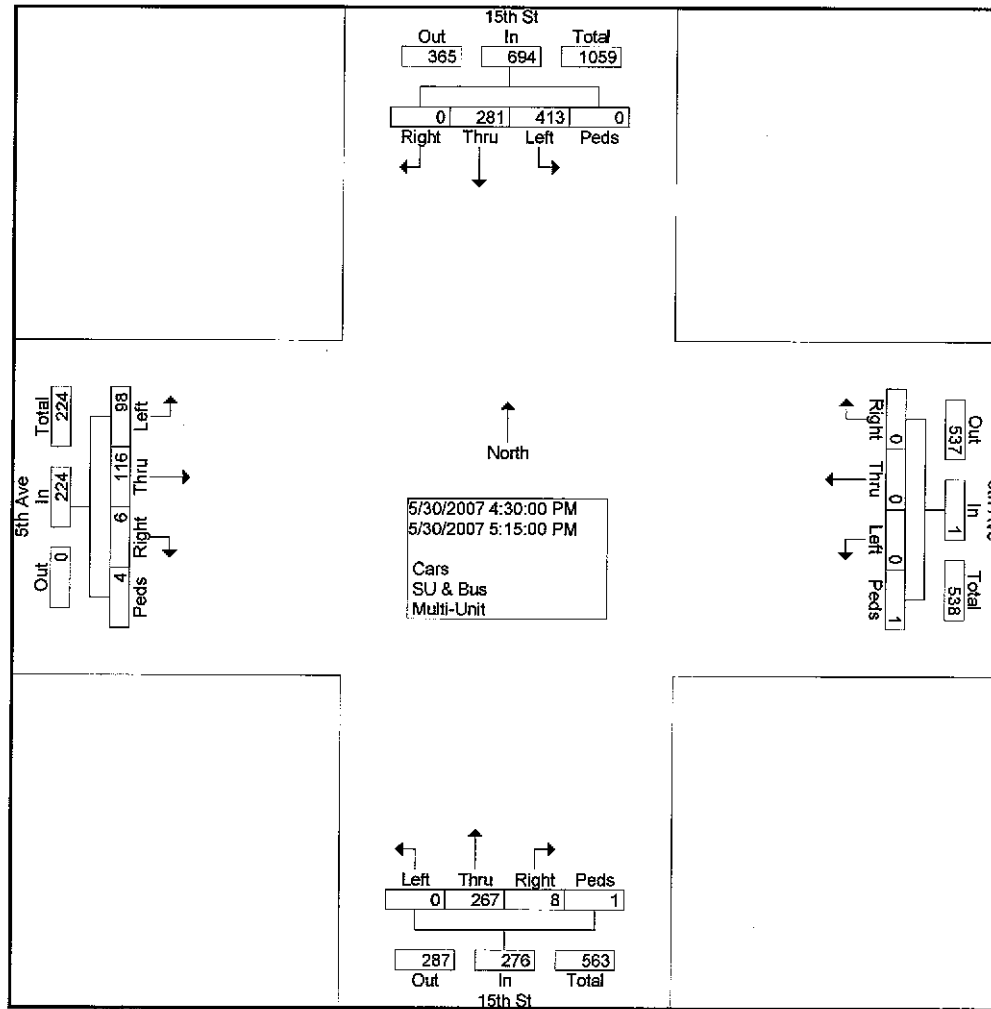 15th St
Out In Total
365 694 1059
0 281 413 0
Right Thru Left Peds
Total In Out
224 224 0
5th Ave
98 116 6 4
Left Thru Right Peds
North
5/30/2007 4:30:00 PM
5/30/2007 5:15:00 PM
Cars
SU & Bus
Multi-Unit
Right Thru Left Peds
0 0 0 1
Out In Total
537 1 538
Left Thru Right Peds
0 267 8 1
287 276 563
Out In Total
15th St